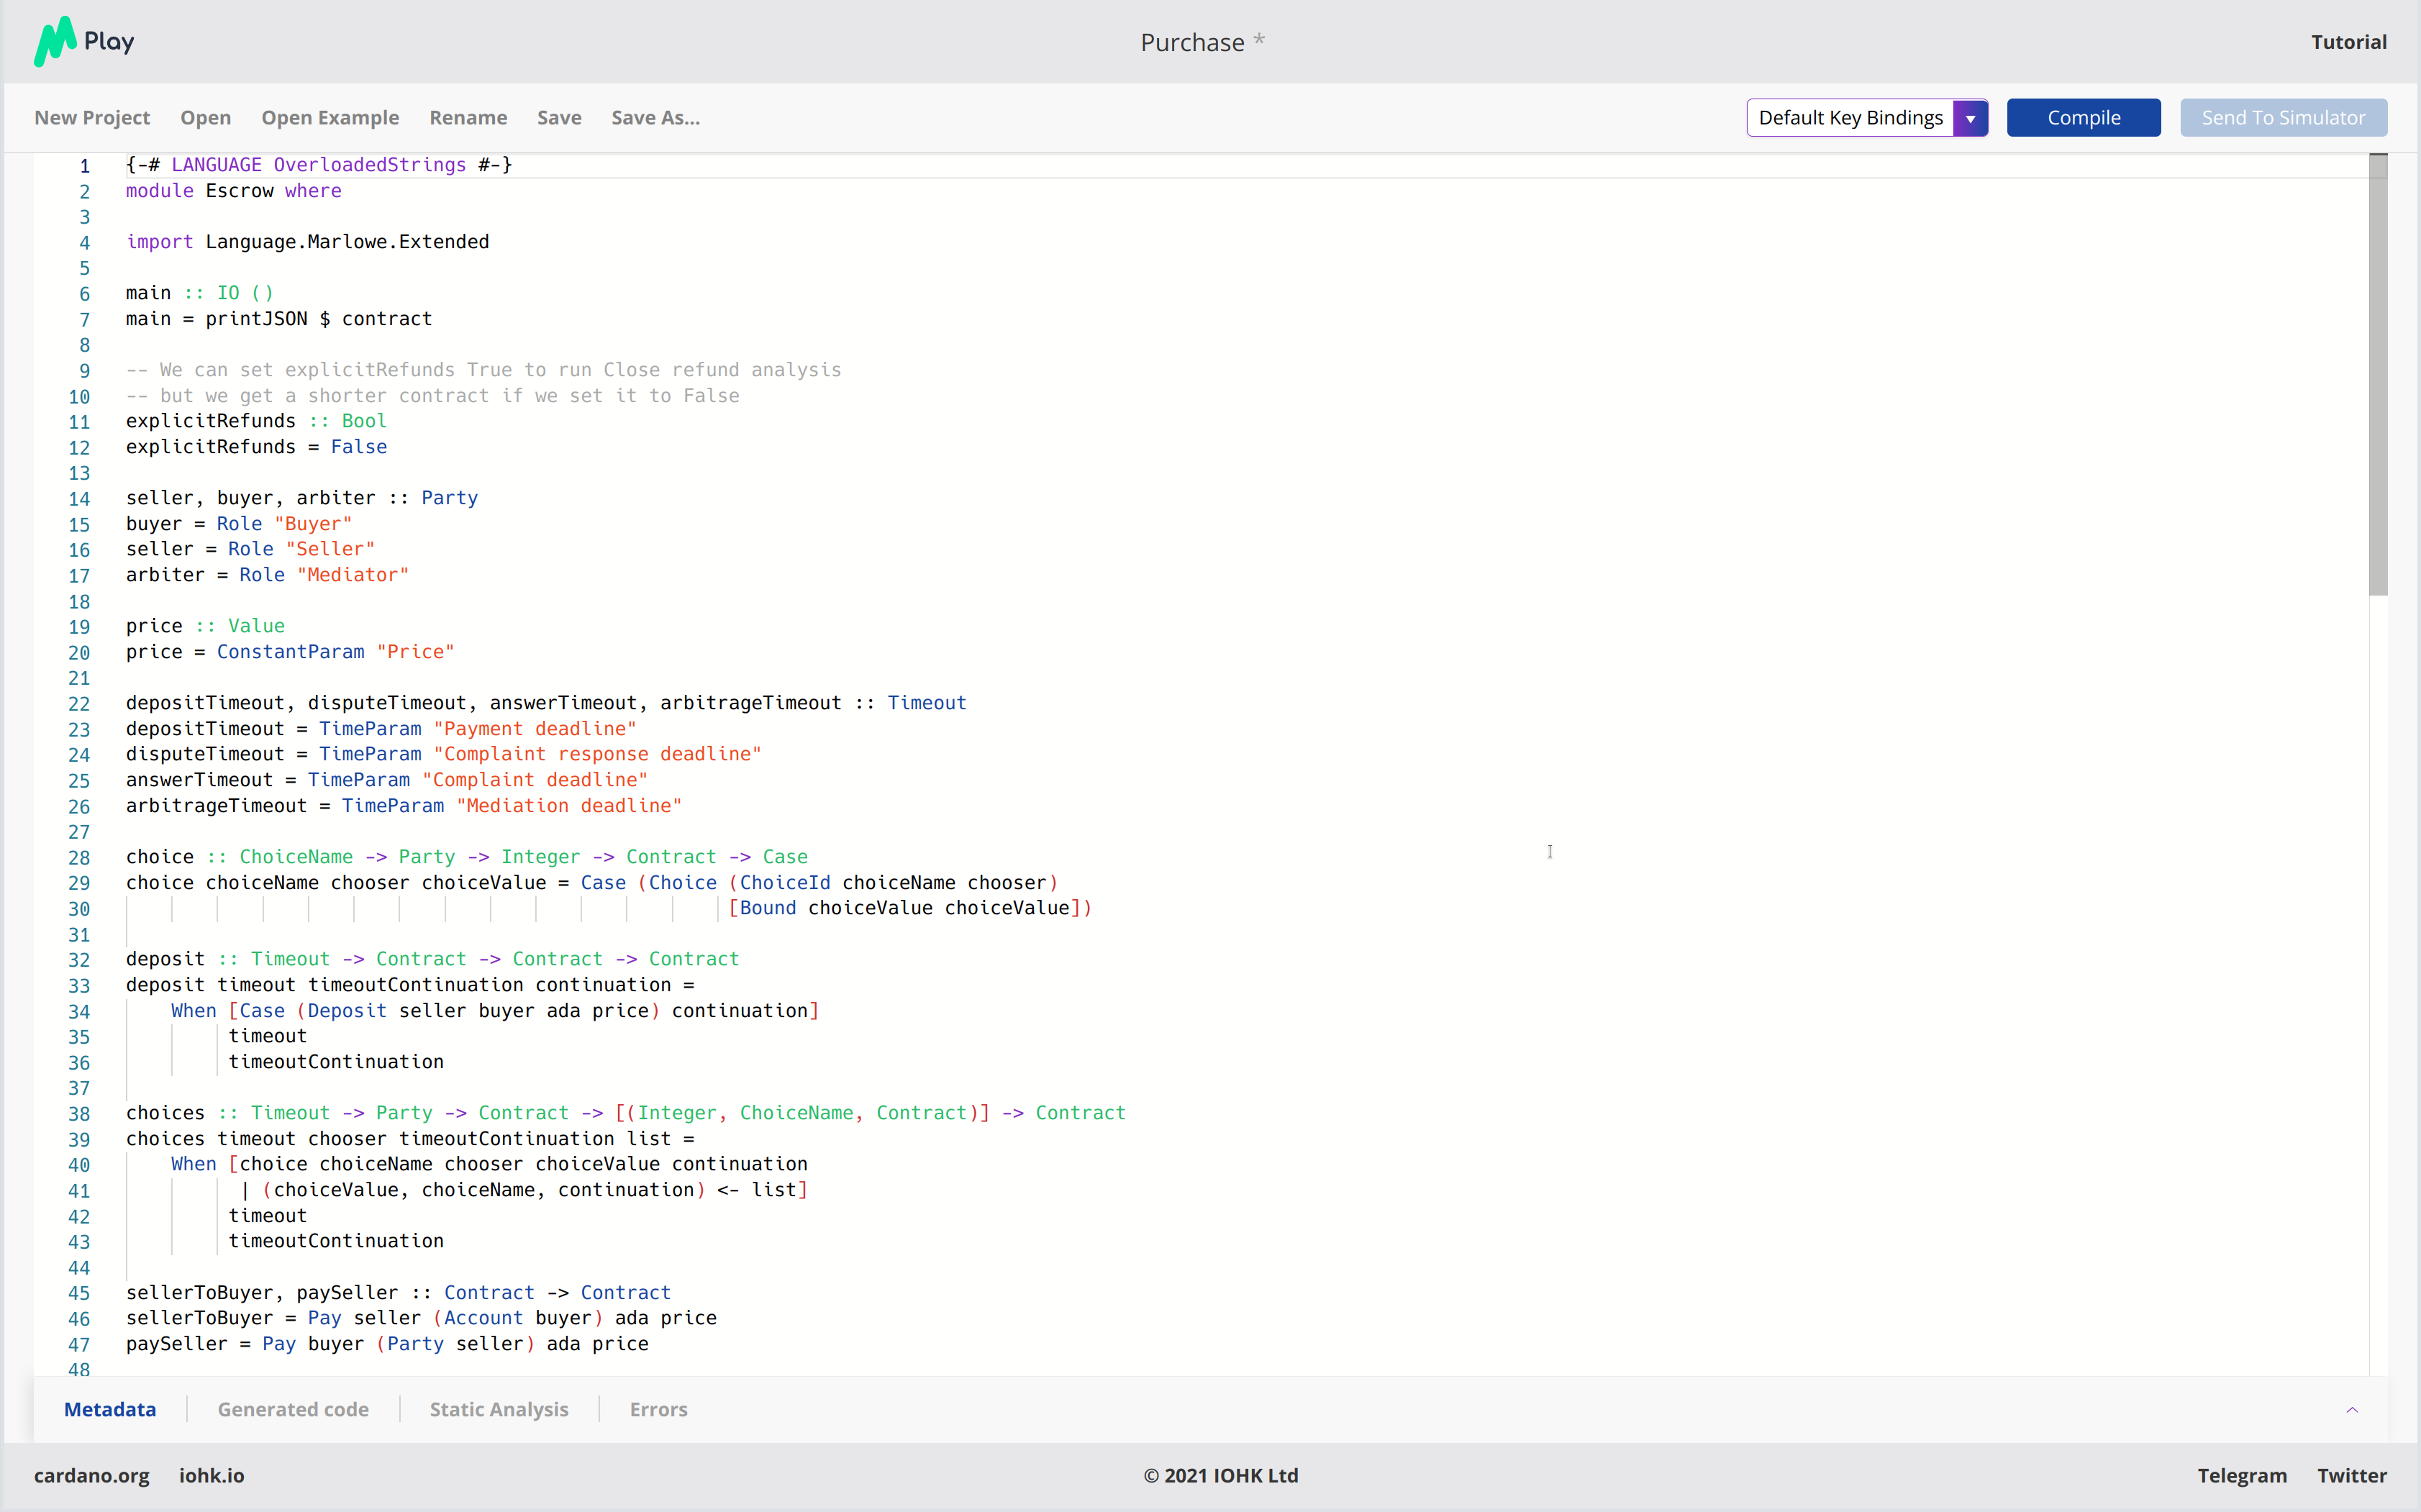 Play
Purchase *
Tutorial
New Project Open Open Example Rename Save Save As...
Default Key Bindings Compile Send To Simulator
1 {-# LANGUAGE OverloadedStrings #-}
2 module Escrow where
3
4 import Language.Marlowe.Extended
5
6 main :: IO ()
7 main = printJSON $ contract
8
9 -- We can set explicitRefunds True to run Close refund analysis
10 -- but we get a shorter contract if we set it to False
11 explicitRefunds :: Bool
12 explicitRefunds = False
13
14 seller, buyer, arbiter :: Party
15 buyer = Role "Buyer"
16 seller = Role "Seller"
17 arbiter = Role "Mediator"
18
19 price :: Value
20 price = ConstantParam "Price"
21
22 depositTimeout, disputeTimeout, answerTimeout, arbitrageTimeout :: Timeout
23 depositTimeout = TimeParam "Payment deadline"
24 disputeTimeout = TimeParam "Complaint response deadline"
25 answerTimeout = TimeParam "Complaint deadline"
26 arbitrageTimeout = TimeParam "Mediation deadline"
27
28 choice :: ChoiceName -> Party -> Integer -> Contract -> Case
29 choice choiceName chooser choiceValue = Case (Choice (ChoiceId choiceName chooser)
30 [Bound choiceValue choiceValue])
31
32 deposit :: Timeout -> Contract -> Contract -> Contract
33 deposit timeout timeoutContinuation continuation =
34 When [Case (Deposit seller buyer ada price) continuation]
35 timeout
36 timeoutContinuation
37
38 choices :: Timeout -> Party -> Contract -> [(Integer, ChoiceName, Contract)] -> Contract
39 choices timeout chooser timeoutContinuation list =
40 When [choice choiceName chooser choiceValue continuation
41 | (choiceValue, choiceName, continuation) <- list]
42 timeout
43 timeoutContinuation
44
45 sellerToBuyer, paySeller :: Contract -> Contract
46 sellerToBuyer = Pay seller (Account buyer) ada price
47 paySeller = Pay buyer (Party seller) ada price
48
Metadata Generated code Static Analysis Errors
cardano.org iohk.io
© 2021 IOHK Ltd
Telegram Twitter